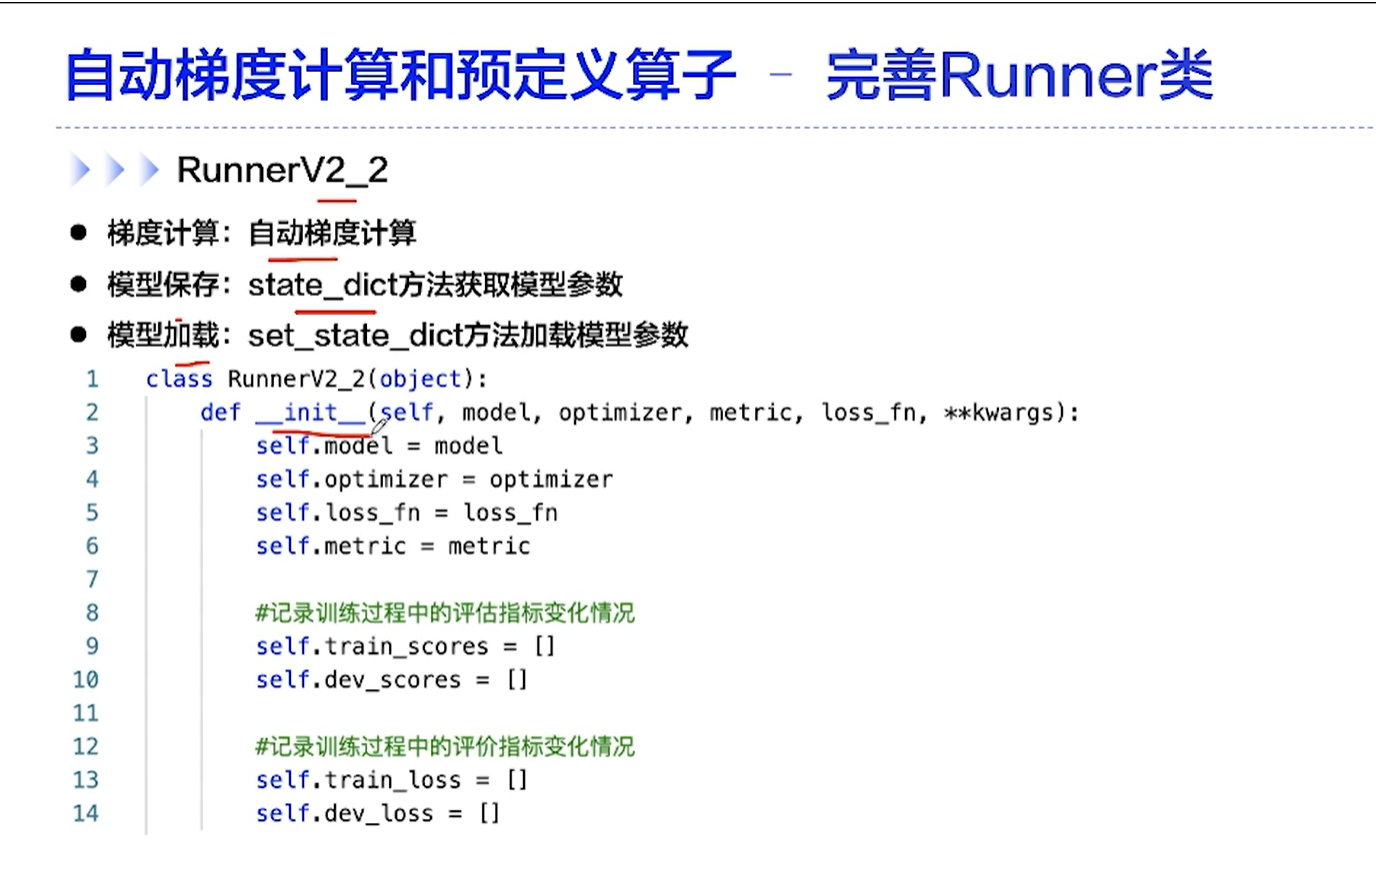 自动梯度计算和预定义算子 – 完善Runner类
RunnerV2_2
● 梯度计算：自动梯度计算
● 模型保存：state_dict方法获取模型参数
● 模型加载：set_state_dict方法加载模型参数
1 class RunnerV2_2(object):
2 def __init__(self, model, optimizer, metric, loss_fn, **kwargs):
3 self.model = model
4 self.optimizer = optimizer
5 self.loss_fn = loss_fn
6 self.metric = metric
7
8 #记录训练过程中的评估指标变化情况
9 self.train_scores = []
10 self.dev_scores = []
11
12 #记录训练过程中的评价指标变化情况
13 self.train_loss = []
14 self.dev_loss = []